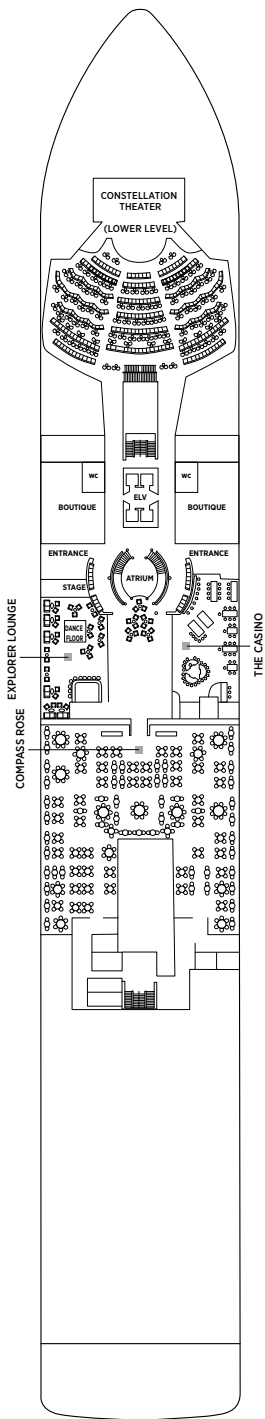 CONSTELLATION
THEATER
(LOWER LEVEL)
WC
WC
ELV
BOUTIQUE
BOUTIQUE
ENTRANCE
ENTRANCE
ATRIUM
STAGE
DANCE
FLOOR
EXPLORER LOUNGE
THE CASINO
COMPASS ROSE